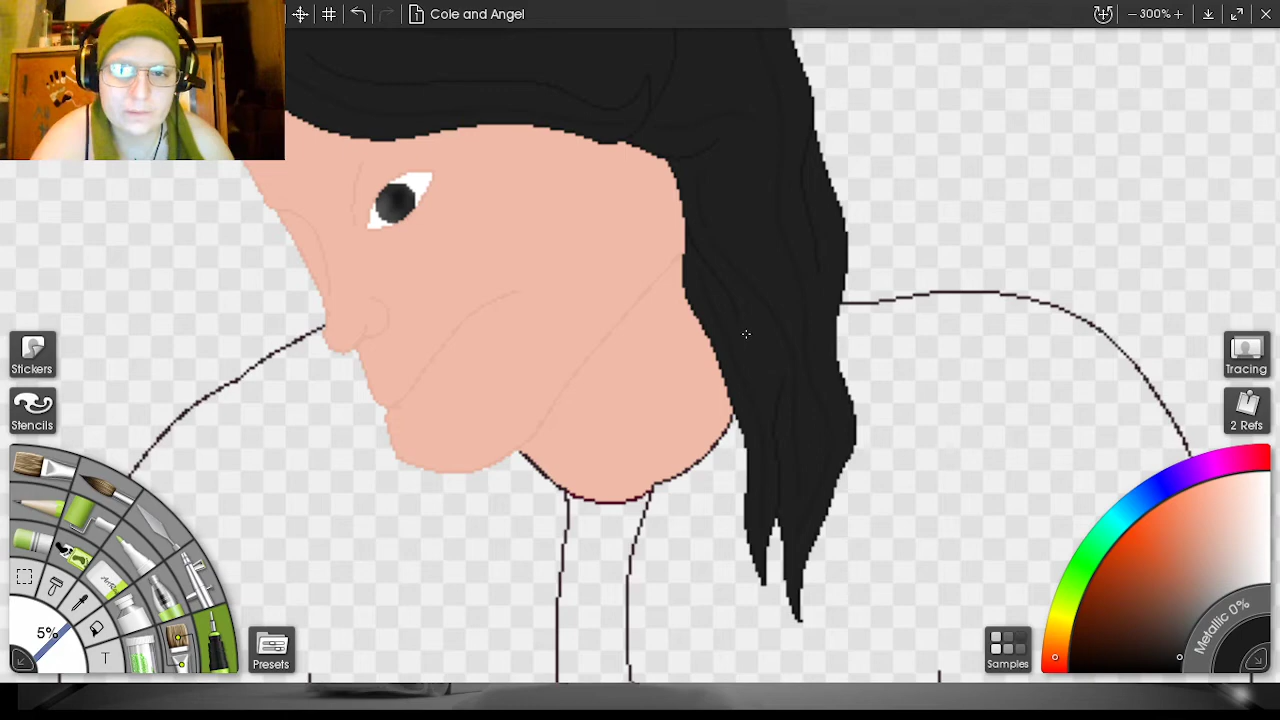 Cole and Angel
300%
Stickers
Stencils
Tracing
2 Refs
5%
T
Presets
Samples
Metallic 0%